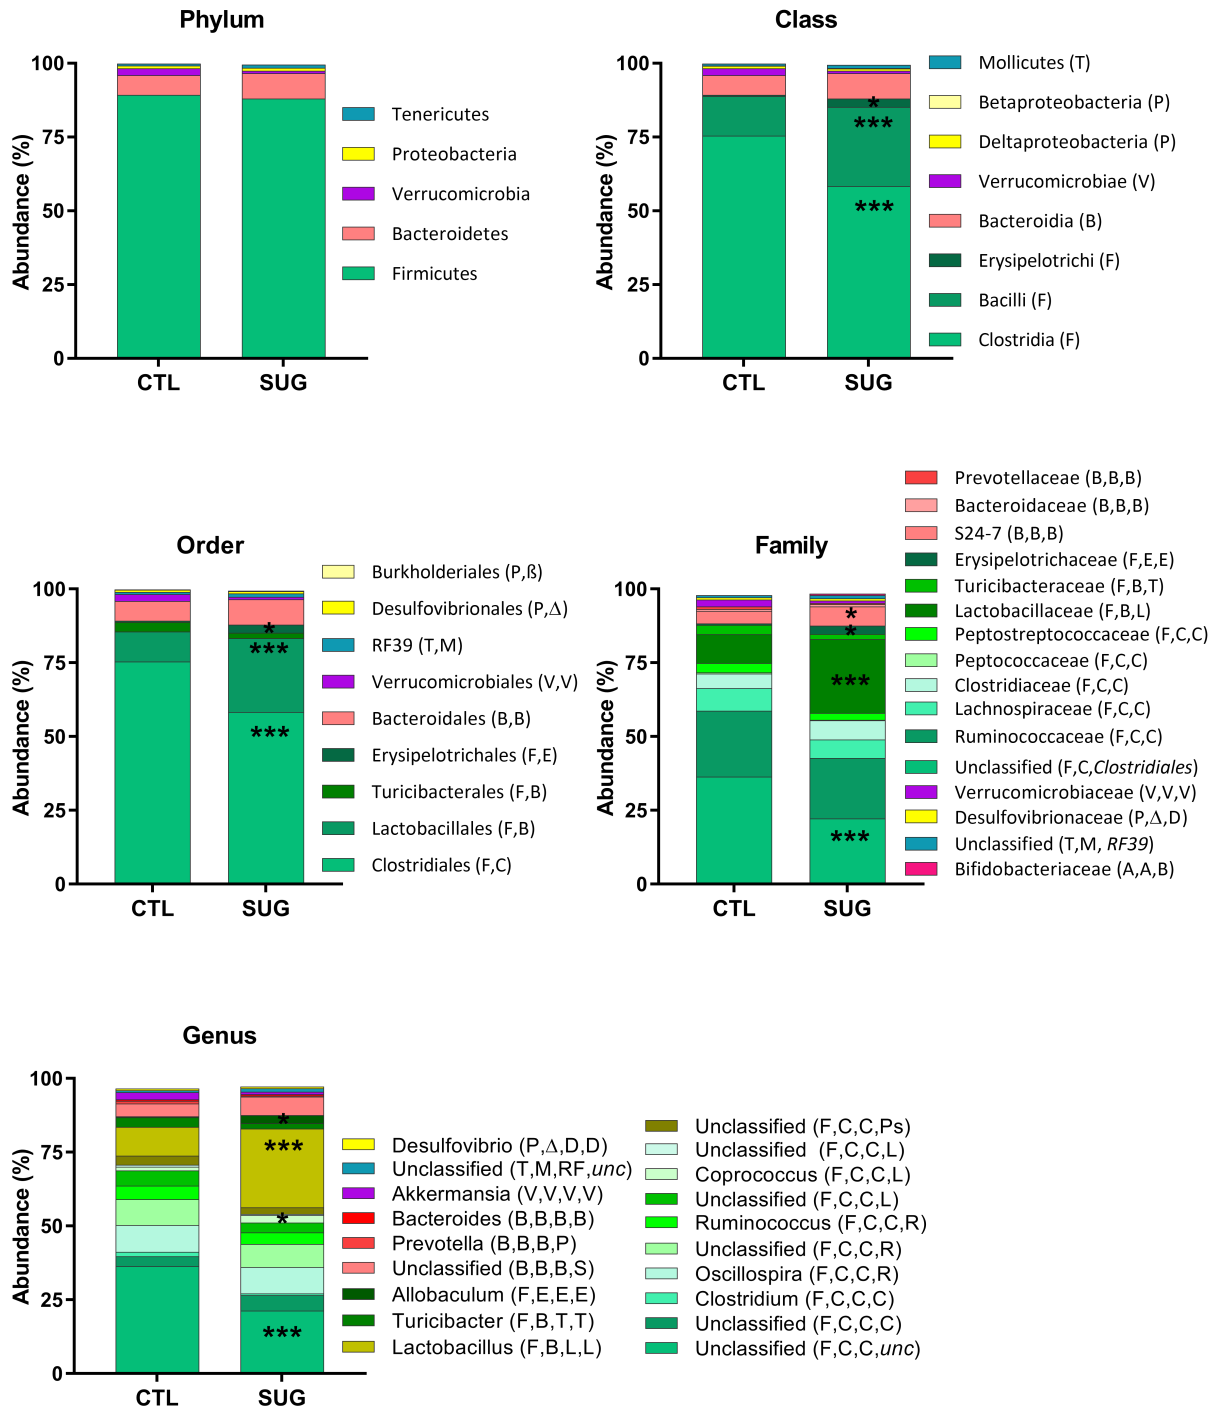 Phylum
Abundance (%)
100
75
50
25
0
CTL
SUG
Tenericutes
Proteobacteria
Verrucomicrobia
Bacteroidetes
Firmicutes
Class
Abundance (%)
100
75
50
25
0
*
***
***
CTL
SUG
Mollicutes (T)
Betaproteobacteria (P)
Deltaproteobacteria (P)
Verrucomicrobiae (V)
Bacteroidia (B)
Erysipelotrichi (F)
Bacilli (F)
Clostridia (F)
Order
Abundance (%)
100
75
50
25
0
*
***
***
CTL
SUG
Burkholderiales (P,ß)
Desulfovibrionales (P,Δ)
RF39 (T,M)
Verrucomicrobiales (V,V)
Bacteroidales (B,B)
Erysipelotrichales (F,E)
Turicibacterales (F,B)
Lactobacillales (F,B)
Clostridiales (F,C)
Family
Abundance (%)
100
75
50
25
0
*
*
***
***
CTL
SUG
Prevotellaceae (B,B,B)
Bacteroidaceae (B,B,B)
S24-7 (B,B,B)
Erysipelotrichaceae (F,E,E)
Turicibacteraceae (F,B,T)
Lactobacillaceae (F,B,L)
Peptostreptococcaceae (F,C,C)
Peptococcaceae (F,C,C)
Clostridiaceae (F,C,C)
Lachnospiraceae (F,C,C)
Ruminococcaceae (F,C,C)
Unclassified (F,C,Clostridiales)
Verrucomicrobiaceae (V,V,V)
Desulfovibrionaceae (P,Δ,D)
Unclassified (T,M, RF39)
Bifidobacteriaceae (A,A,B)
Genus
Abundance (%)
100
75
50
25
0
*
***
*
***
CTL
SUG
Desulfovibrio (P,Δ,D,D)
Unclassified (T,M,RF,unc)
Akkermansia (V,V,V,V)
Bacteroides (B,B,B,B)
Prevotella (B,B,B,P)
Unclassified (B,B,B,S)
Allobaculum (F,E,E,E)
Turicibacter (F,B,T,T)
Lactobacillus (F,B,L,L)
Unclassified (F,C,C,Ps)
Unclassified (F,C,C,L)
Coprococcus (F,C,C,L)
Unclassified (F,C,C,L)
Ruminococcus (F,C,C,R)
Unclassified (F,C,C,R)
Oscillospira (F,C,C,R)
Clostridium (F,C,C,C)
Unclassified (F,C,C,C)
Unclassified (F,C,C,unc)